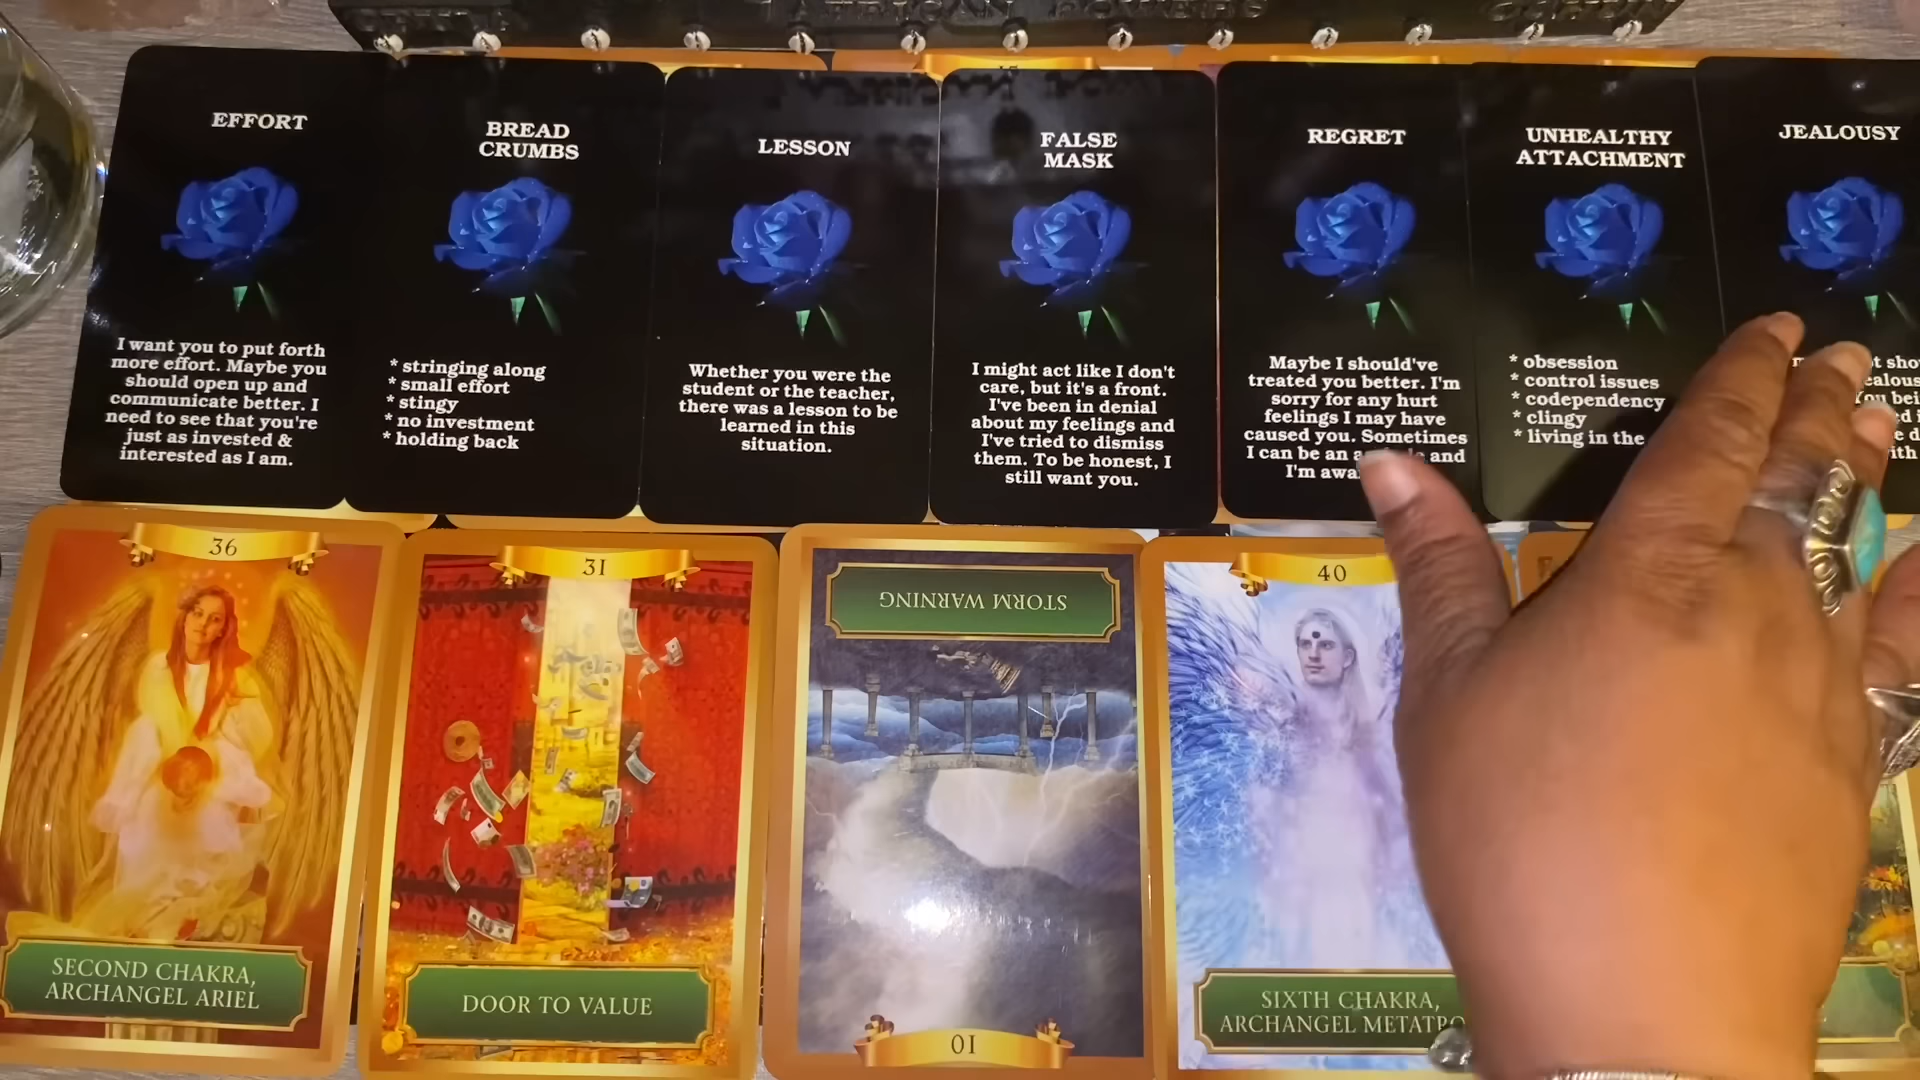 AFRICAN POWERS
EFFORT
I want you to put forth
more effort. Maybe you
should open up and
communicate better. I
need to see that you're
just as invested &
interested as I am.
BREAD
CRUMBS
* stringing along
* small effort
* stingy
* no investment
* holding back
LESSON
Whether you were the
student or the teacher,
there was a lesson to be
learned in this
situation.
FALSE
MASK
I might act like I don't
care, but it's a front.
I've been in denial
about my feelings and
I've tried to dismiss
them. To be honest, I
still want you.
REGRET
Maybe I should've
treated you better. I'm
sorry for any hurt
feelings I may have
caused you. Sometimes
I can be an and
I'm
UNHEALTHY
ATTACHMENT
* obsession
* control issues
* codependency
* clingy
* living in the
JEALOUSY
36
SECOND CHAKRA,
ARCHANGEL ARIEL
31
DOOR TO VALUE
STORM WARNING
10
40
SIXTH CHAKRA,
ARCHANGEL